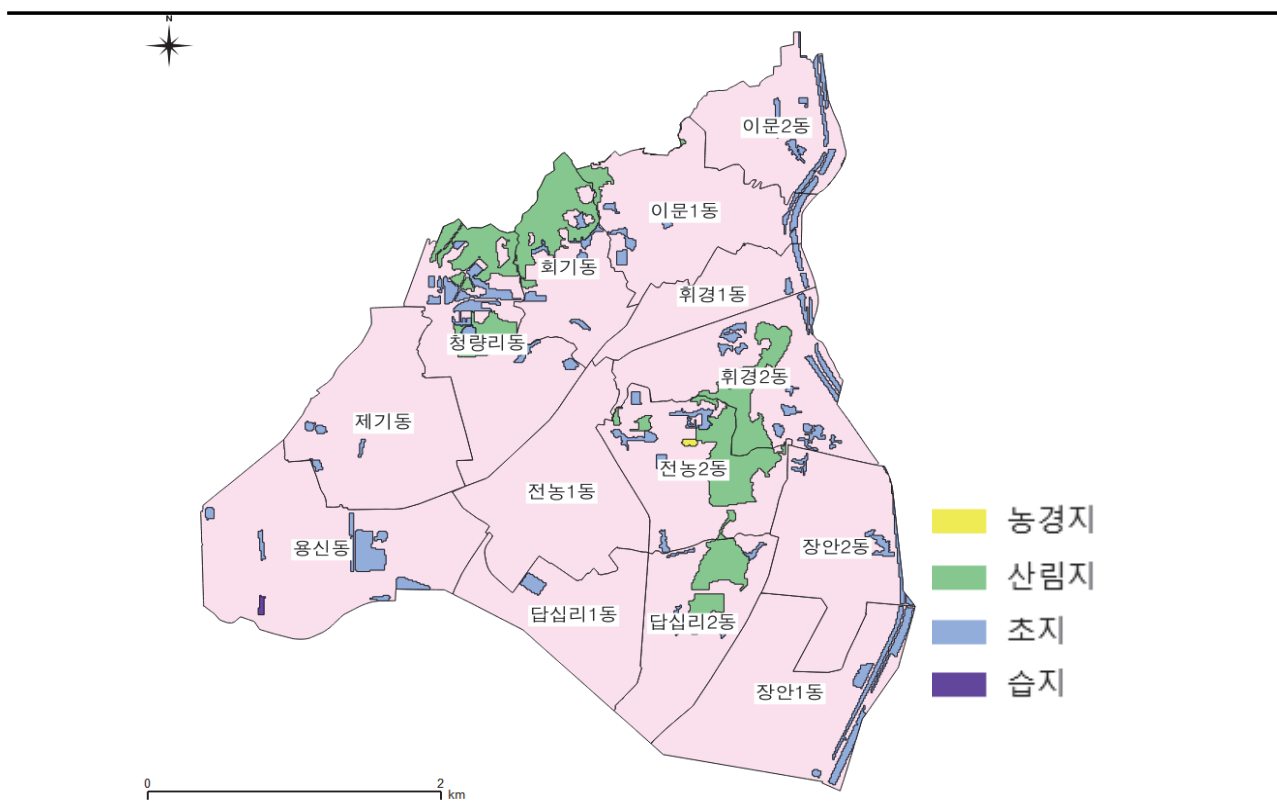 N
이문2동
이문1동
회기동
휘경1동
청량리동
휘경2동
제기동
전농2동
전농1동
용신동
장안2동
답십리1동
답십리2동
장안1동
농경지
산림지
초지
습지
0 2
km